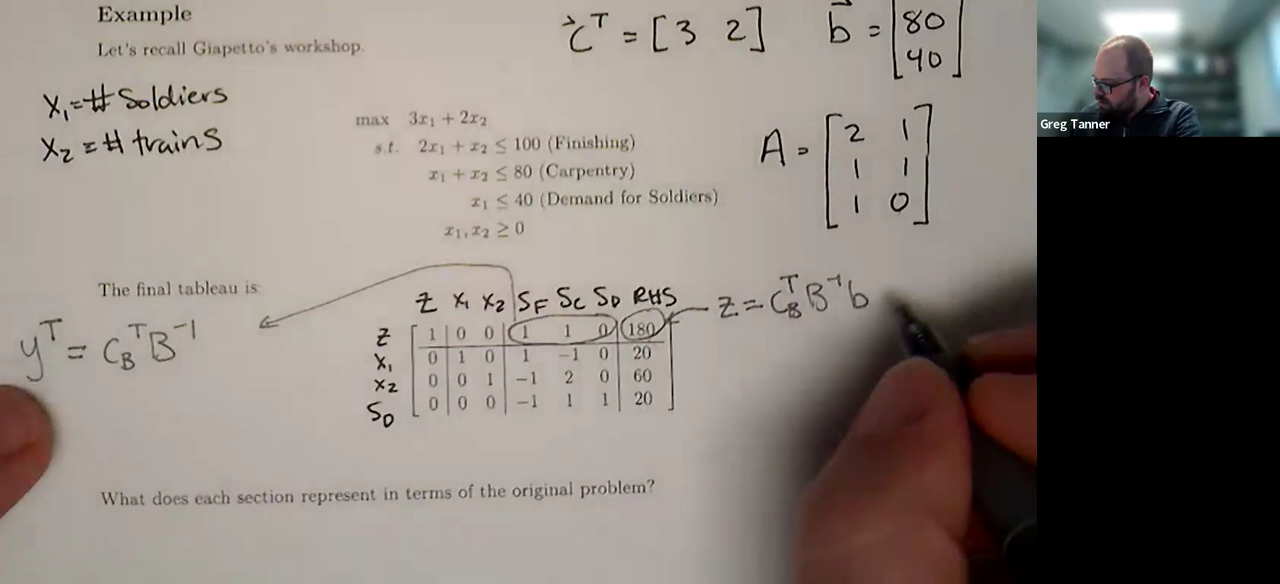 Example
Let's recall Giapetto's workshop.
c^T = [3 2]
b = [80
40]
x₁ = # Soldiers
x₂ = # trains
max 3x₁ + 2x₂
s.t. 2x₁ + x₂ ≤ 100 (Finishing)
x₁ + x₂ ≤ 80 (Carpentry)
x₁ ≤ 40 (Demand for Soldiers)
x₁, x₂ ≥ 0
A = [2 1
1 1
1 0]
The final tableau is
Z x₁ x₂ S_F S_C S_D RHS
Z 1 0 0 1 1 0 180
x₁ 0 1 0 1 -1 0 20
x₂ 0 0 1 -1 2 0 60
S_D 0 0 0 -1 1 1 20
z = C_B^T B^-1 b
y^T = C_B^T B^-1
What does each section represent in terms of the original problem?
Greg Tanner